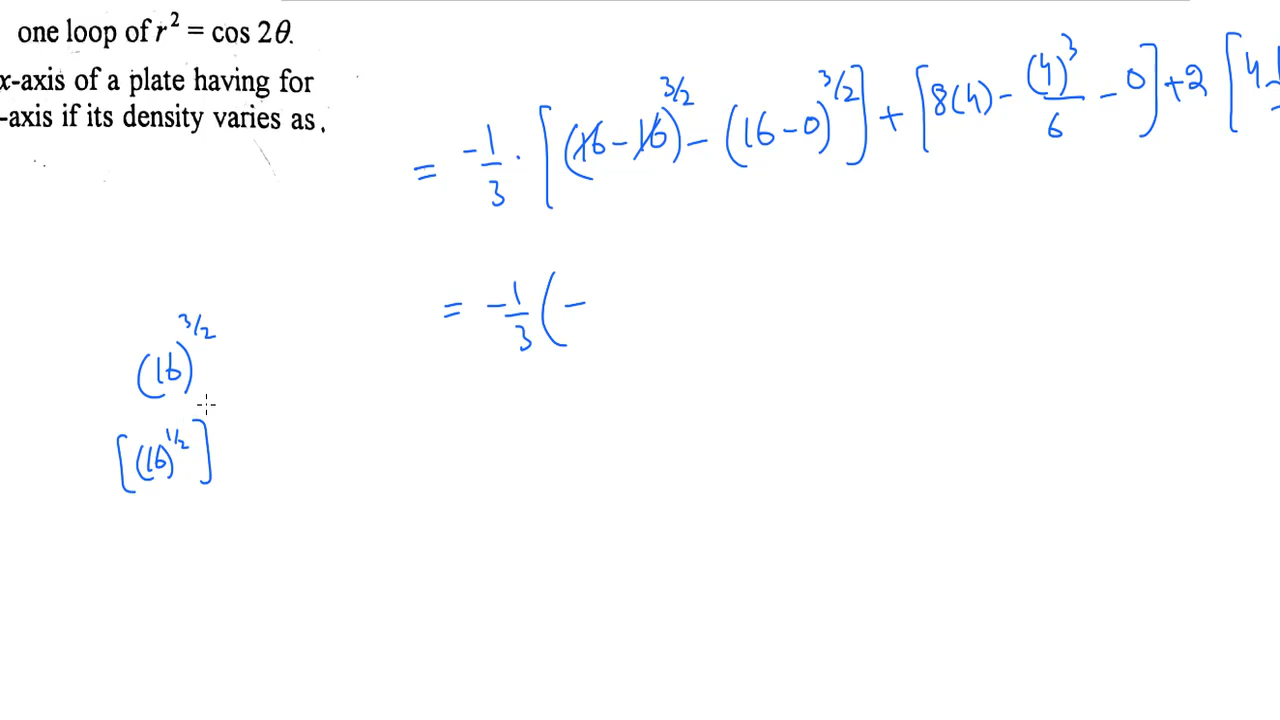 one loop of r² = cos 2θ.
x-axis of a plate having for
-axis if its density varies as
= -1/3 · [(16-16)^3/2 - (16-0)^3/2] + [8(4) - (4)^3/6 - 0] + 2 [4
= -1/3 ( -
(16)^3/2
[(16)^1/2]